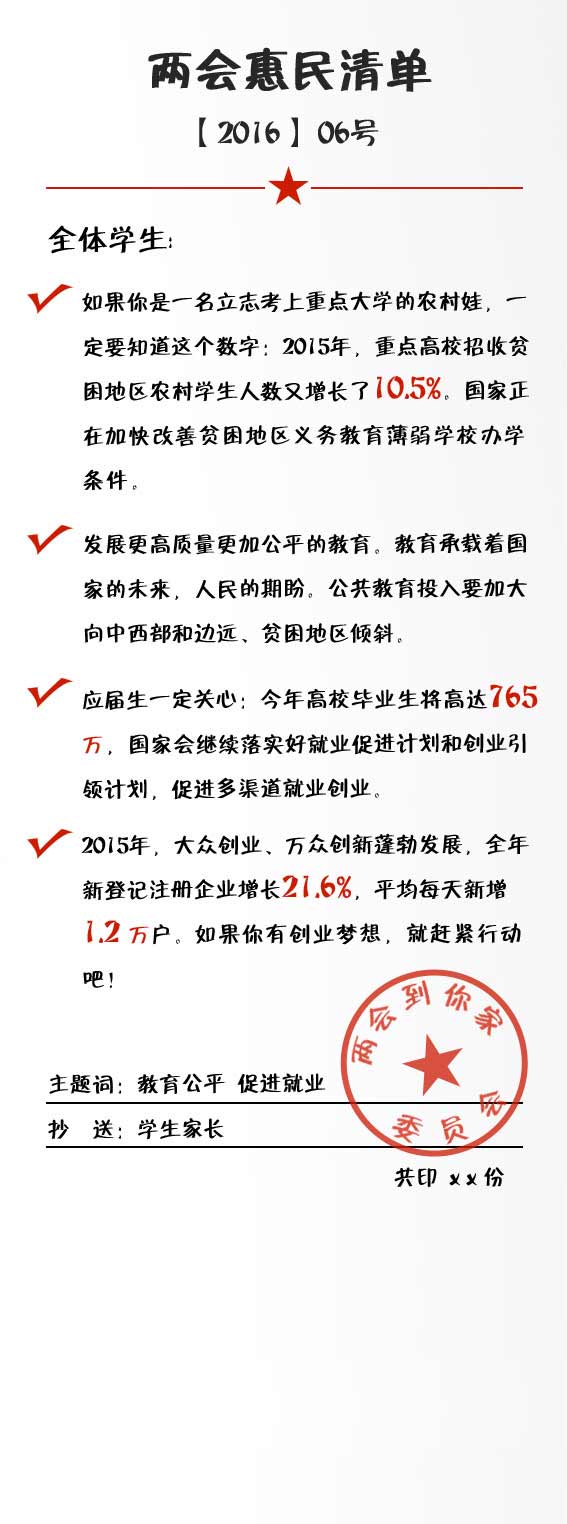 两会惠民清单
【2016】06号
全体学生:
如果你是一名立志考上重点大学的农村娃，一
定要知道这个数字：2015年，重点高校招收贫
困地区农村学生人数又增长了10.5%。国家正
在加快改善贫困地区义务教育薄弱学校办学
条件。
发展更高质量更加公平的教育。教育承载着国
家的未来，人民的期盼。公共教育投入要加大
向中西部和边远、贫困地区倾斜。
应届生一定关心：今年高校毕业生将高达765
万，国家会继续落实好就业促进计划和创业引
领计划，促进多渠道就业创业。
2015年，大众创业、万众创新蓬勃发展，全年
新登记注册企业增长21.6%，平均每天新增
1.2 万户。如果你有创业梦想，就赶紧行动
吧！
两会到你家
委员会
主题词：教育公平 促进就业
抄 送：学生家长
共印 xx份